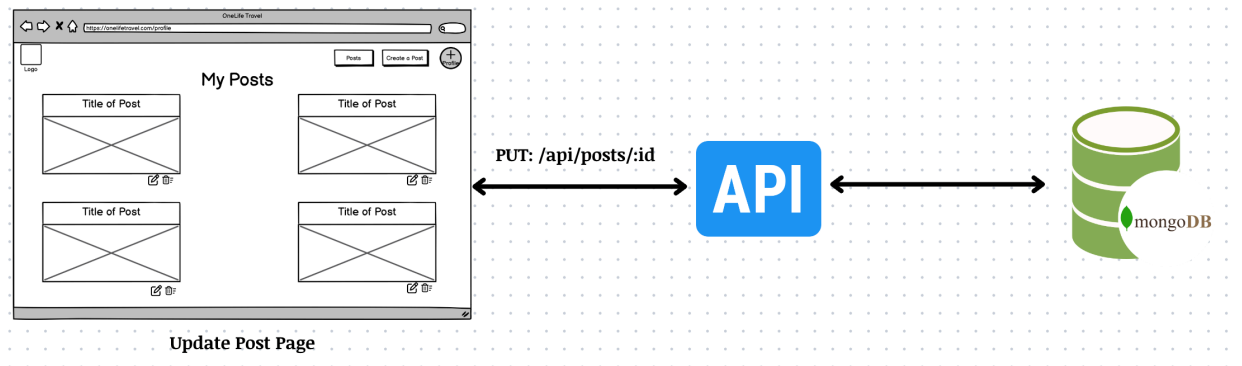 OneLife Travel
https://onelifetravel.com/profile
Logo
Posts
Create a Post
Profile
My Posts
Title of Post
Title of Post
Title of Post
Title of Post
PUT: /api/posts/:id
API
mongoDB
Update Post Page